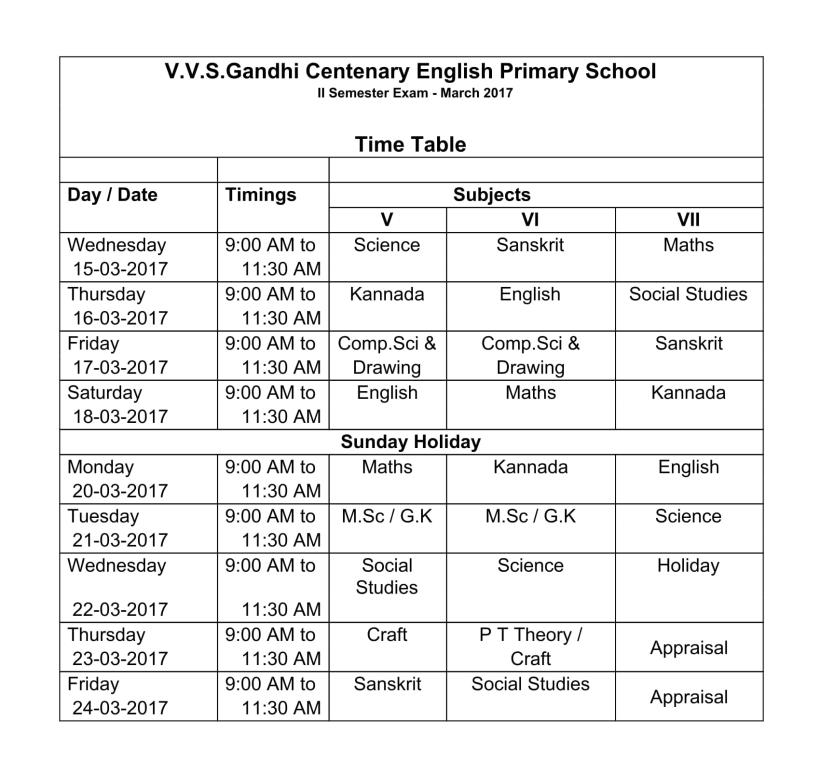 V.V.S.Gandhi Centenary English Primary School
II Semester Exam - March 2017
Time Table
Day / Date Timings Subjects
V VI VII
Wednesday 9:00 AM to Science Sanskrit Maths
15-03-2017 11:30 AM
Thursday 9:00 AM to Kannada English Social Studies
16-03-2017 11:30 AM
Friday 9:00 AM to Comp.Sci & Comp.Sci & Sanskrit
17-03-2017 11:30 AM Drawing Drawing
Saturday 9:00 AM to English Maths Kannada
18-03-2017 11:30 AM
Sunday Holiday
Monday 9:00 AM to Maths Kannada English
20-03-2017 11:30 AM
Tuesday 9:00 AM to M.Sc / G.K M.Sc / G.K Science
21-03-2017 11:30 AM
Wednesday 9:00 AM to Social Science Holiday
Studies
22-03-2017 11:30 AM
Thursday 9:00 AM to Craft P T Theory / Appraisal
23-03-2017 11:30 AM Craft
Friday 9:00 AM to Sanskrit Social Studies Appraisal
24-03-2017 11:30 AM